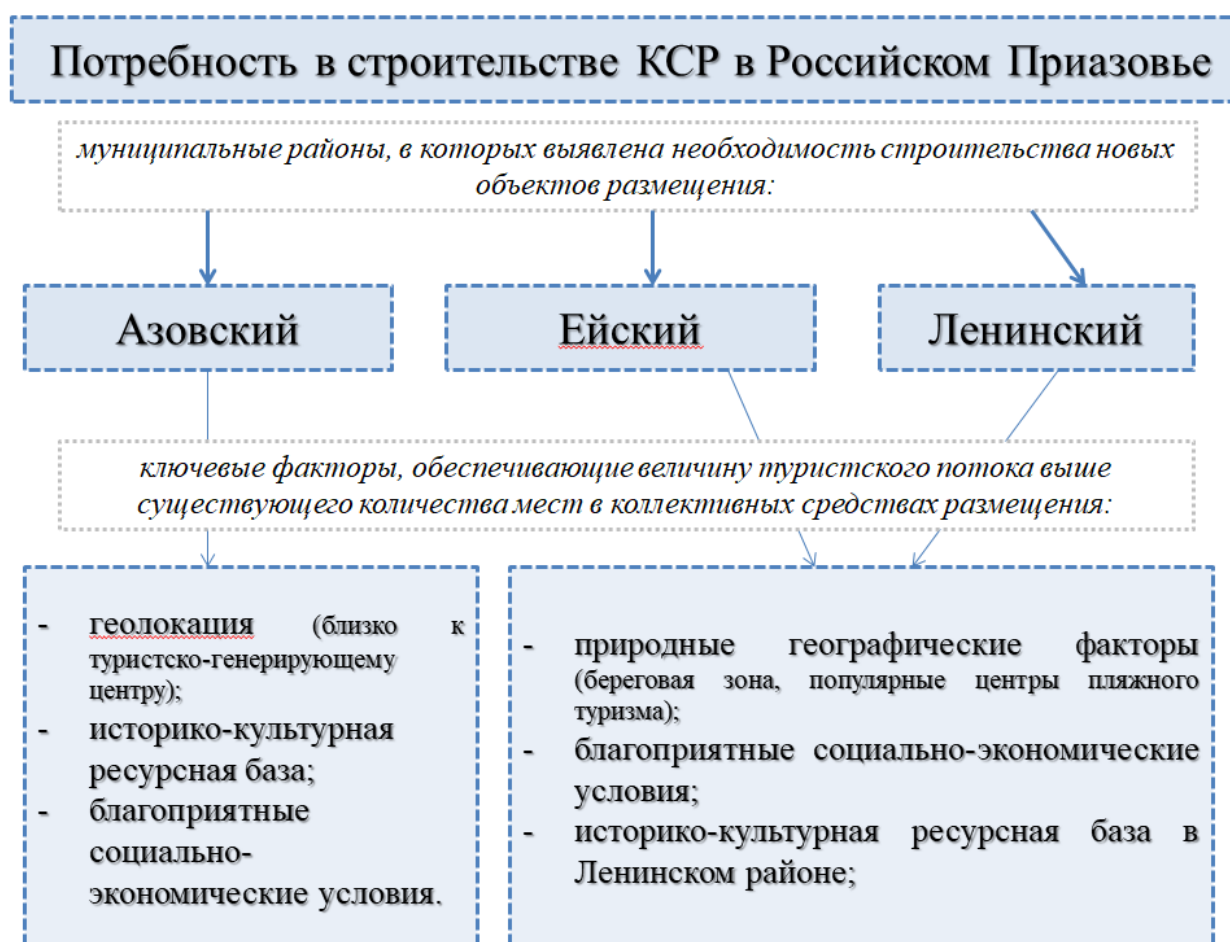 Потребность в строительстве КСР в Российском Приазовье
муниципальные районы, в которых выявлена необходимость строительства новых
объектов размещения:
Азовский
Ейский
Ленинский
ключевые факторы, обеспечивающие величину туристского потока выше
существующего количества мест в коллективных средствах размещения:
- геолокация (близко к
туристско-генерирующему
центру);
- историко-культурная
ресурсная база;
- благоприятные
социально-
экономические условия.
- природные географические факторы
(береговая зона, популярные центры пляжного
туризма);
- благоприятные социально-экономические
условия;
- историко-культурная ресурсная база в
Ленинском районе;